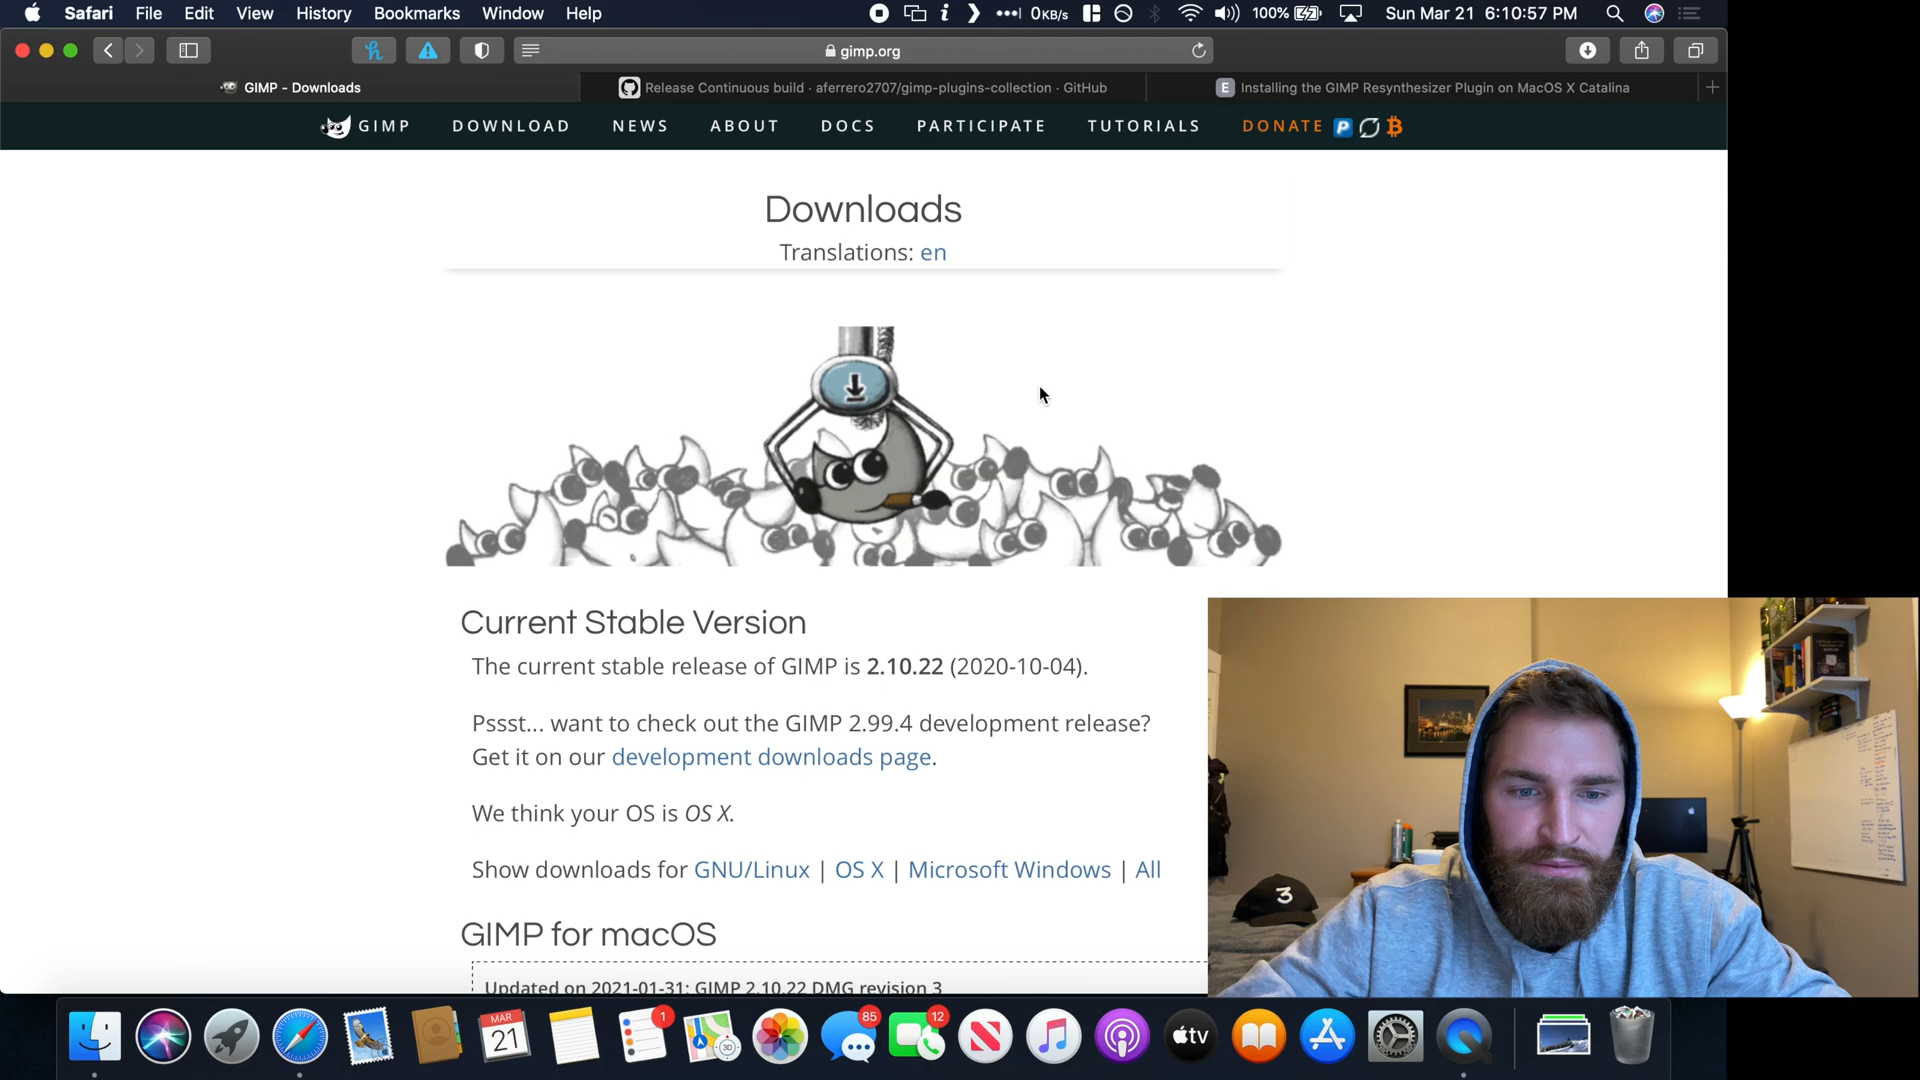 Safari File Edit View History Bookmarks Window Help 0KB/s 100% Sun Mar 21 6:10:57 PM
gimp.org
GIMP - Downloads
Release Continuous build · aferrero2707/gimp-plugins-collection · GitHub
E Installing the GIMP Resynthesizer Plugin on MacOS X Catalina
GIMP DOWNLOAD NEWS ABOUT DOCS PARTICIPATE TUTORIALS DONATE
Downloads
Translations: en
Current Stable Version
The current stable release of GIMP is 2.10.22 (2020-10-04).
Pssst... want to check out the GIMP 2.99.4 development release?
Get it on our development downloads page.
We think your OS is OS X.
Show downloads for GNU/Linux | OS X | Microsoft Windows | All
GIMP for macOS
Updated on 2021-01-31: GIMP 2.10.22 DMG revision 3
3
MAR
21
1
3D
85
12
tv